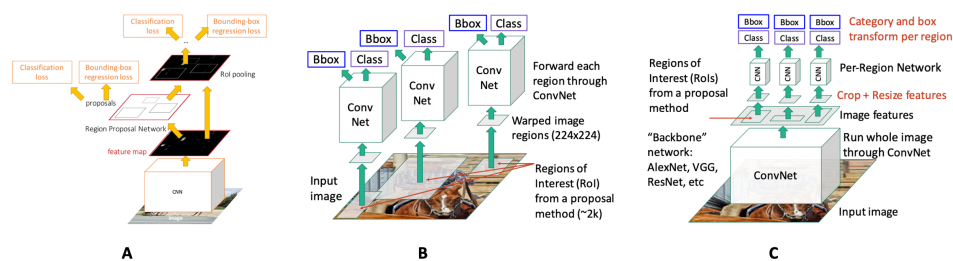 Classification
loss
Bounding-box
regression loss
...
Classification
loss
Bounding-box
regression loss
RoI pooling
proposals
Region Proposal Network
feature map
CNN
image
A
Bbox
Class
Bbox
Class
Bbox
Class
Conv
Net
Conv
Net
Conv
Net
Forward each
region through
ConvNet
Warped image
regions (224x224)
Input
image
Regions of
Interest (RoI)
from a proposal
method (~2k)
B
Bbox
Bbox
Bbox
Class
Class
Class
Category and box
transform per region
CNN
CNN
CNN
Per-Region Network
Regions of
Interest (RoIs)
from a proposal
method
Crop + Resize features
Image features
"Backbone"
network:
AlexNet, VGG,
ResNet, etc
Run whole image
through ConvNet
ConvNet
Input image
C